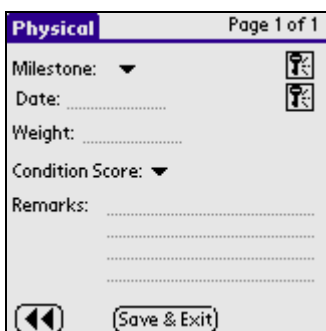 Physical Page 1 of 1
Milestone:
Date:
Weight:
Condition Score:
Remarks:
Save & Exit